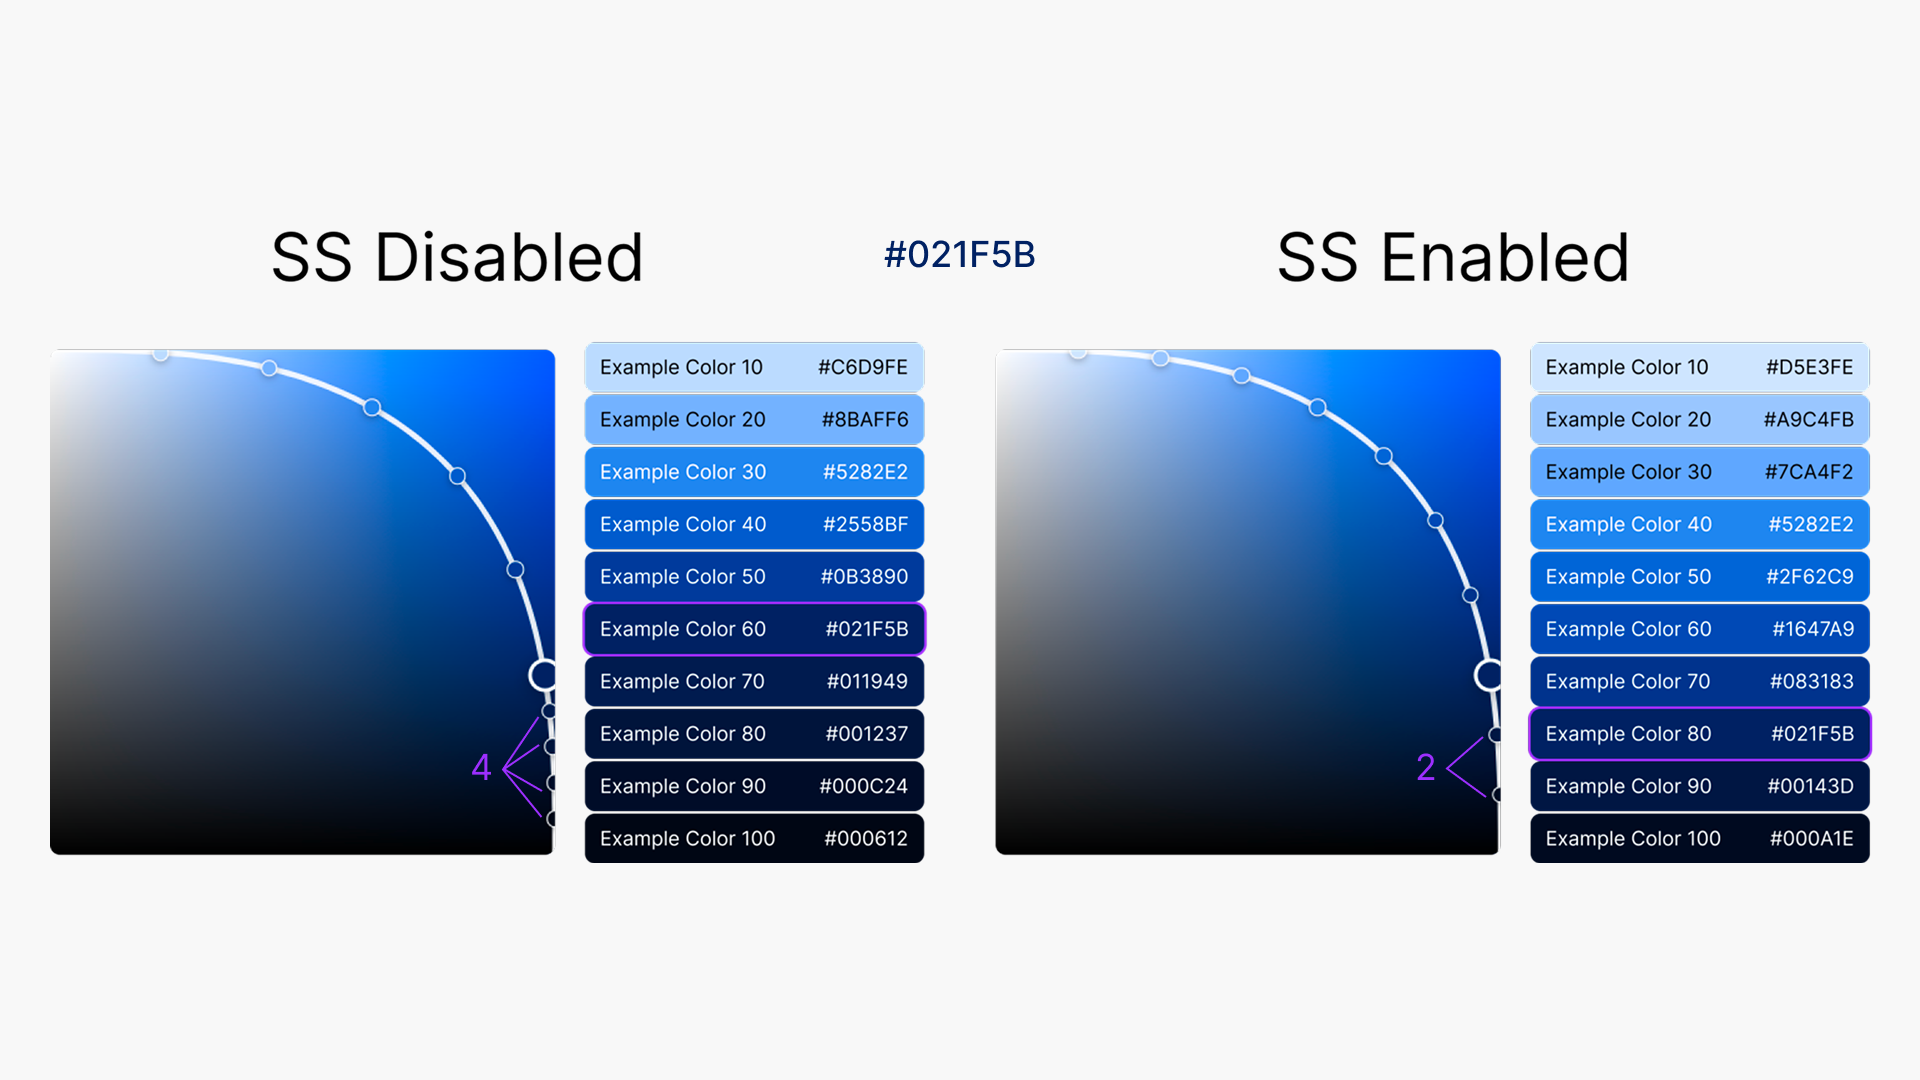 SS Disabled
#021F5B
SS Enabled
4
Example Color 10 #C6D9FE
Example Color 20 #8BAFF6
Example Color 30 #5282E2
Example Color 40 #2558BF
Example Color 50 #0B3890
Example Color 60 #021F5B
Example Color 70 #011949
Example Color 80 #001237
Example Color 90 #000C24
Example Color 100 #000612
2
Example Color 10 #D5E3FE
Example Color 20 #A9C4FB
Example Color 30 #7CA4F2
Example Color 40 #5282E2
Example Color 50 #2F62C9
Example Color 60 #1647A9
Example Color 70 #083183
Example Color 80 #021F5B
Example Color 90 #00143D
Example Color 100 #000A1E